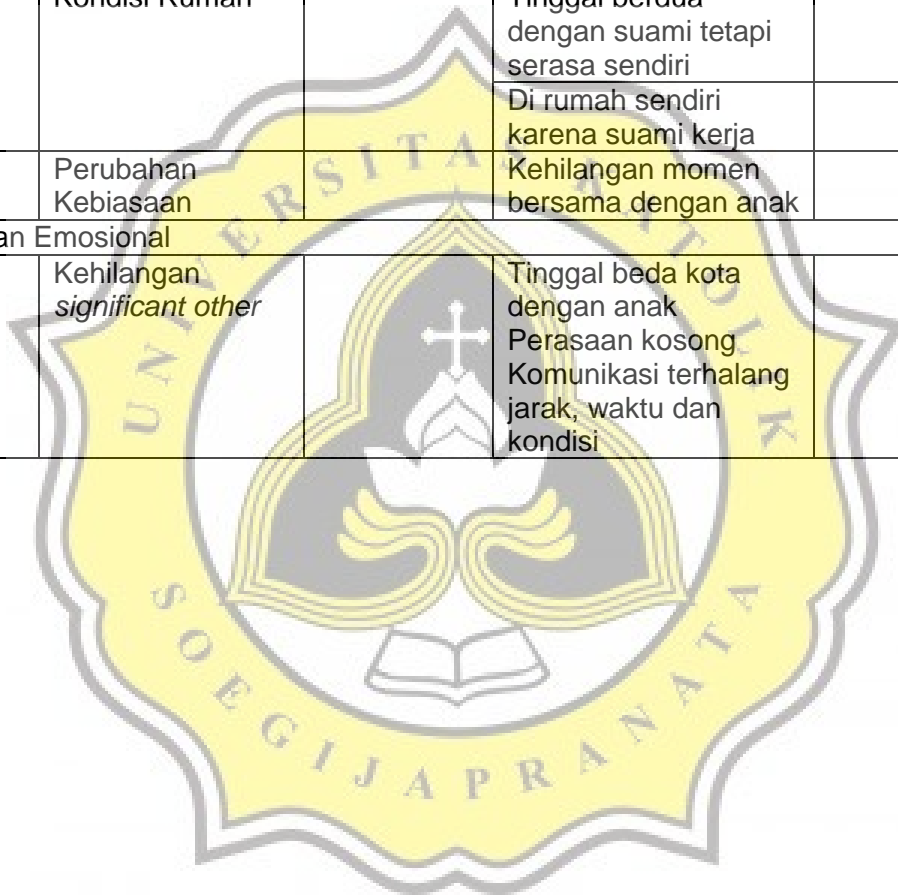 Kondisi Rumah
Tinggal berdua
dengan suami tetapi
serasa sendiri
Di rumah sendiri
karena suami kerja
Perubahan
Kebiasaan
Kehilangan momen
bersama dengan anak
an Emosional
Kehilangan
significant other
Tinggal beda kota
dengan anak
Perasaan kosong
Komunikasi terhalang
jarak, waktu dan
kondisi
UNIVERSITAS KATOLIK
SOEGIJAPRANATA